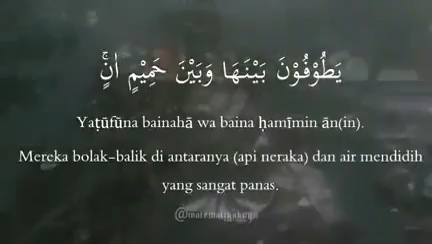 يَطُوْفُوْنَ بَيْنَهَا وَبَيْنَ حَمِيْمٍ اٰنٍۚ
Yaṭūfūna bainahā wa baina ḥamīmin ān(in).
Mereka bolak-balik di antaranya (api neraka) dan air mendidih
yang sangat panas.